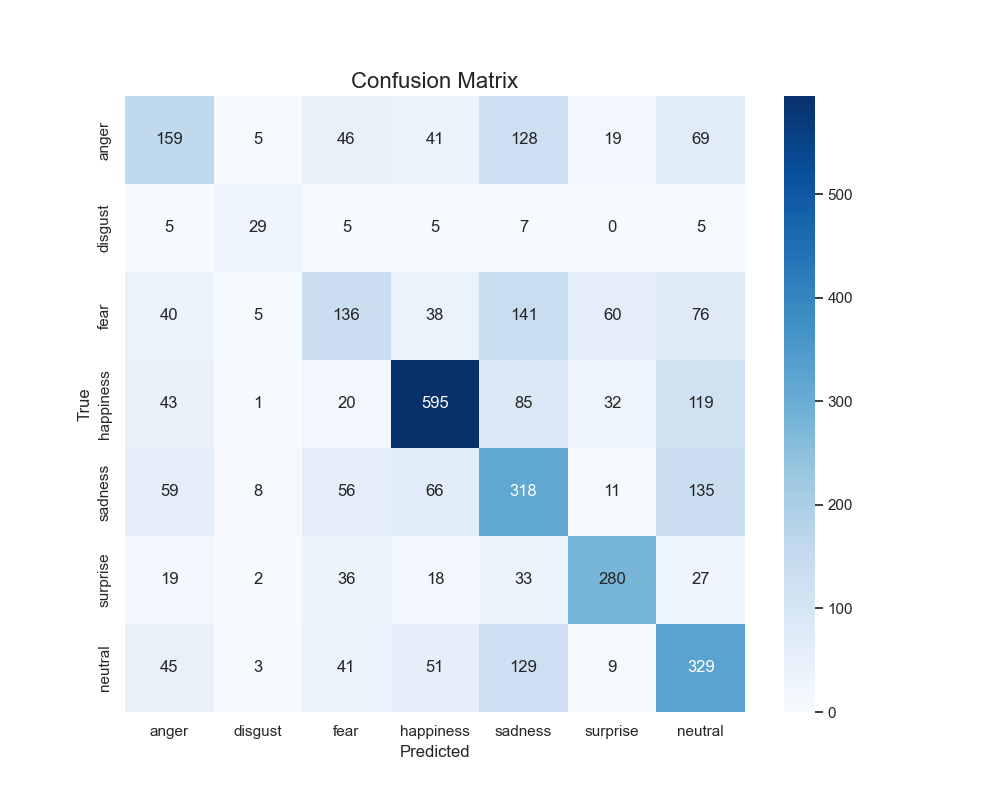 Confusion Matrix
True
anger 159 5 46 41 128 19 69
disgust 5 29 5 5 7 0 5
fear 40 5 136 38 141 60 76
happiness 43 1 20 595 85 32 119
sadness 59 8 56 66 318 11 135
surprise 19 2 36 18 33 280 27
neutral 45 3 41 51 129 9 329
anger disgust fear happiness sadness surprise neutral
Predicted
500
400
300
200
100
0